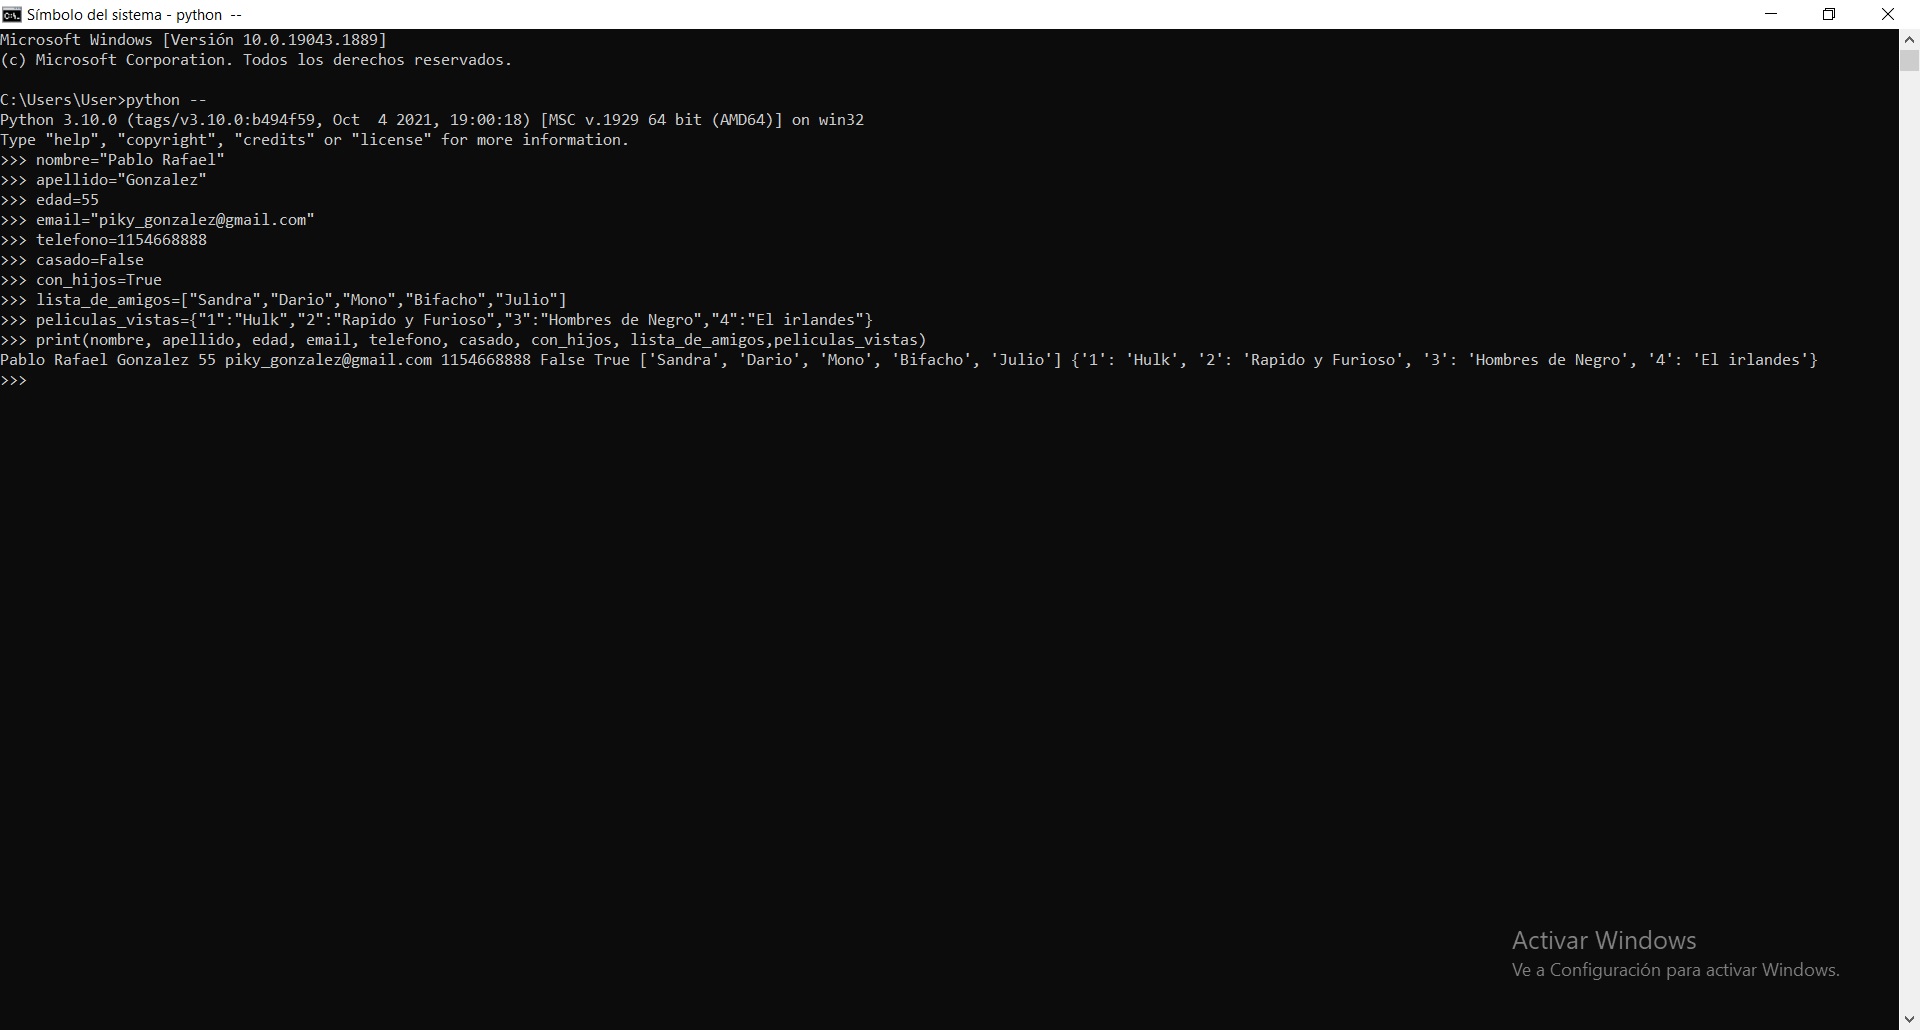 Símbolo del sistema - python  --
Microsoft Windows [Versión 10.0.19043.1889]
(c) Microsoft Corporation. Todos los derechos reservados.
C:\Users\User>python --
Python 3.10.0 (tags/v3.10.0:b494f59, Oct  4 2021, 19:00:18) [MSC v.1929 64 bit (AMD64)] on win32
Type "help", "copyright", "credits" or "license" for more information.
>>> nombre="Pablo Rafael"
>>> apellido="Gonzalez"
>>> edad=55
>>> email="piky_gonzalez@gmail.com"
>>> telefono=1154668888
>>> casado=False
>>> con_hijos=True
>>> lista_de_amigos=["Sandra","Dario","Mono","Bifacho","Julio"]
>>> peliculas_vistas={"1":"Hulk","2":"Rapido y Furioso","3":"Hombres de Negro","4":"El irlandes"}
>>> print(nombre, apellido, edad, email, telefono, casado, con_hijos, lista_de_amigos,peliculas_vistas)
Pablo Rafael Gonzalez 55 piky_gonzalez@gmail.com 1154668888 False True ['Sandra', 'Dario', 'Mono', 'Bifacho', 'Julio'] {'1': 'Hulk', '2': 'Rapido y Furioso', '3': 'Hombres de Negro', '4': 'El irlandes'}
>>>
Activar Windows
Ve a Configuración para activar Windows.